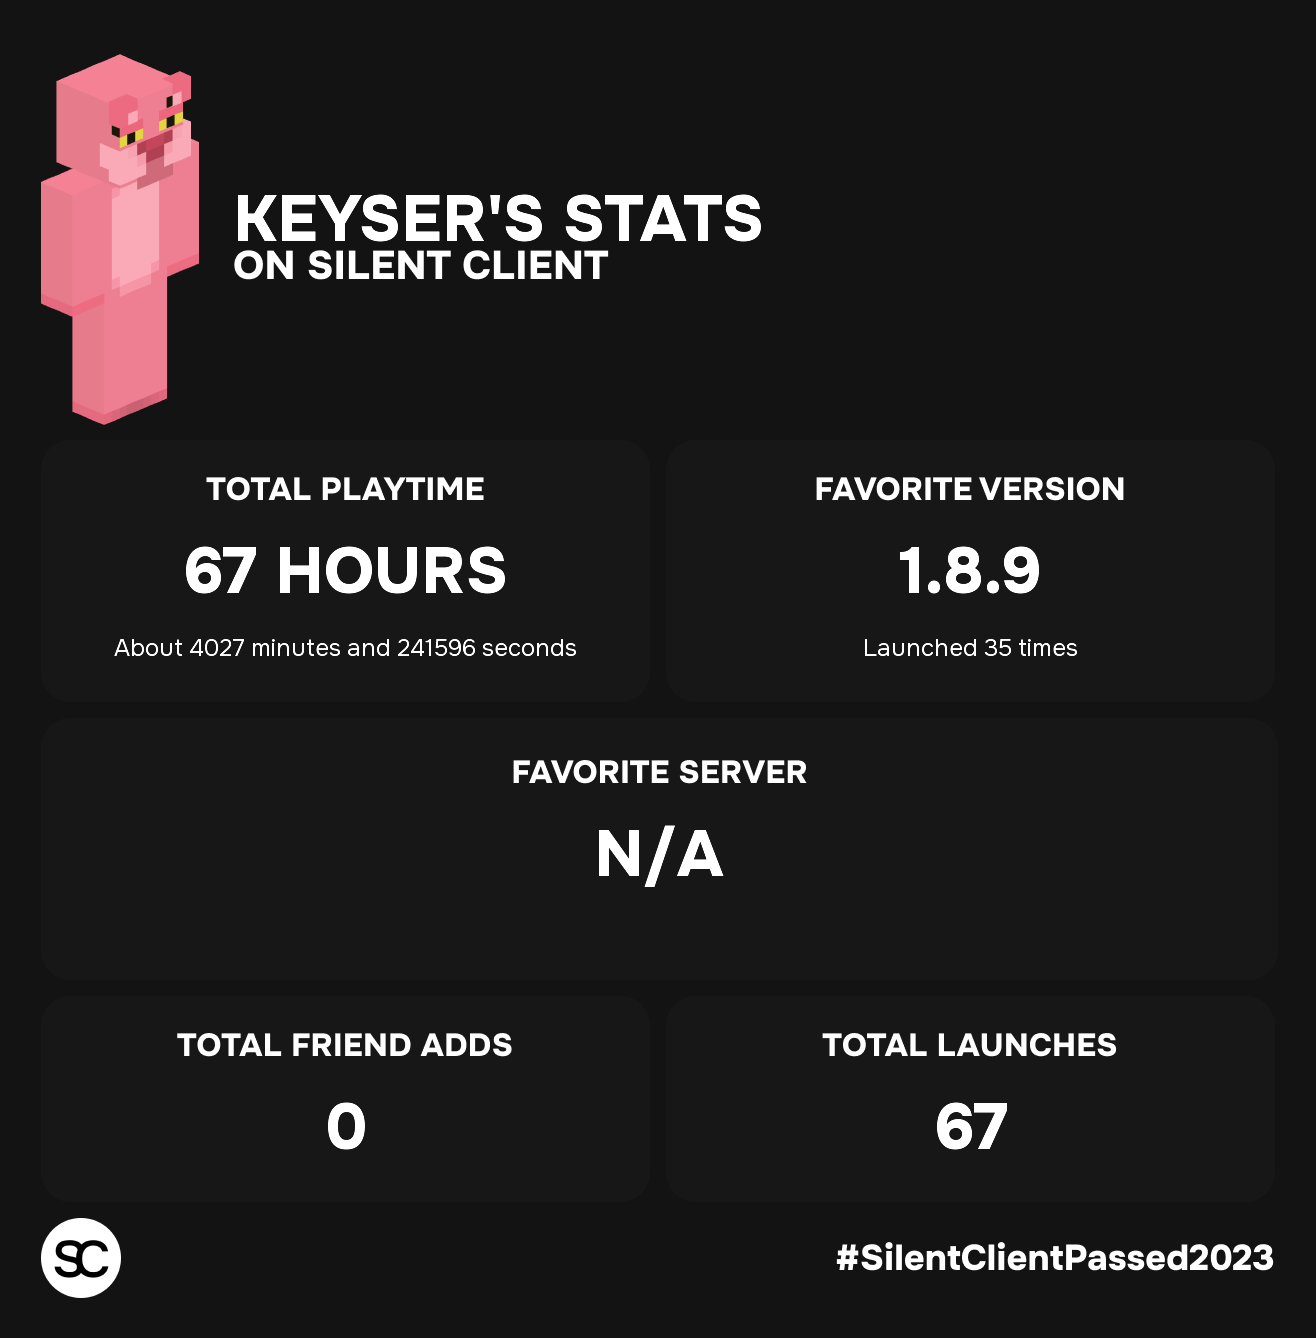 KEYSER'S STATS
ON SILENT CLIENT
TOTAL PLAYTIME
67 HOURS
About 4027 minutes and 241596 seconds
FAVORITE VERSION
1.8.9
Launched 35 times
FAVORITE SERVER
N/A
TOTAL FRIEND ADDS
0
TOTAL LAUNCHES
67
SC
#SilentClientPassed2023